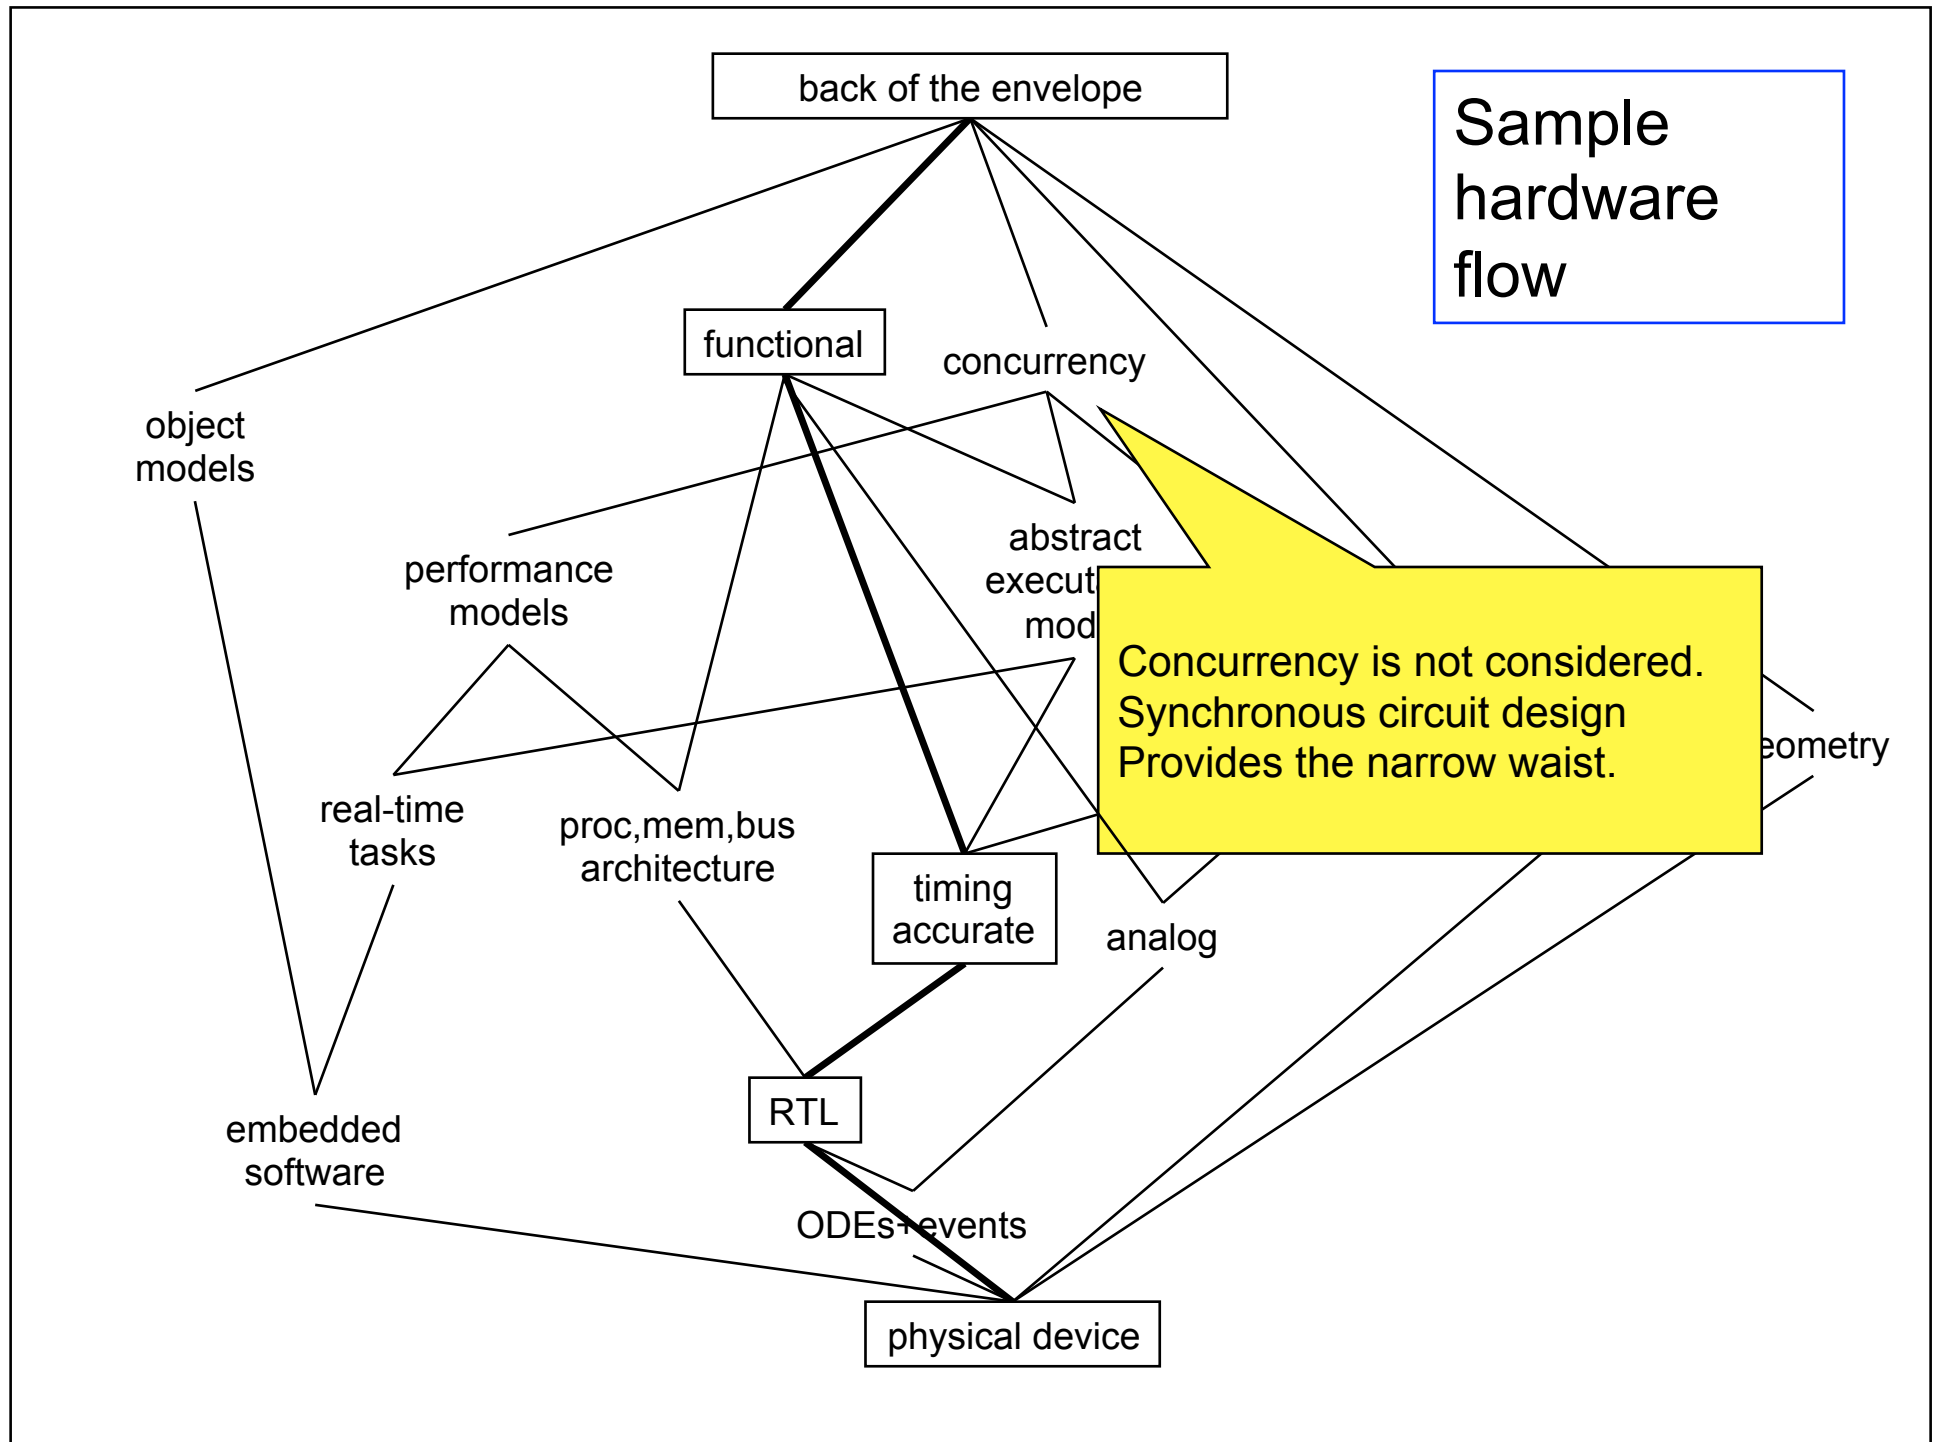 back of the envelope
Sample
hardware
flow
functional
concurrency
object
models
performance
models
abstract
mod
Concurrency is not considered.
Synchronous circuit design
Provides the narrow waist.
real-time
tasks
proc,mem,bus
architecture
timing
accurate
analog
RTL
embedded
software
ODEs+events
physical device